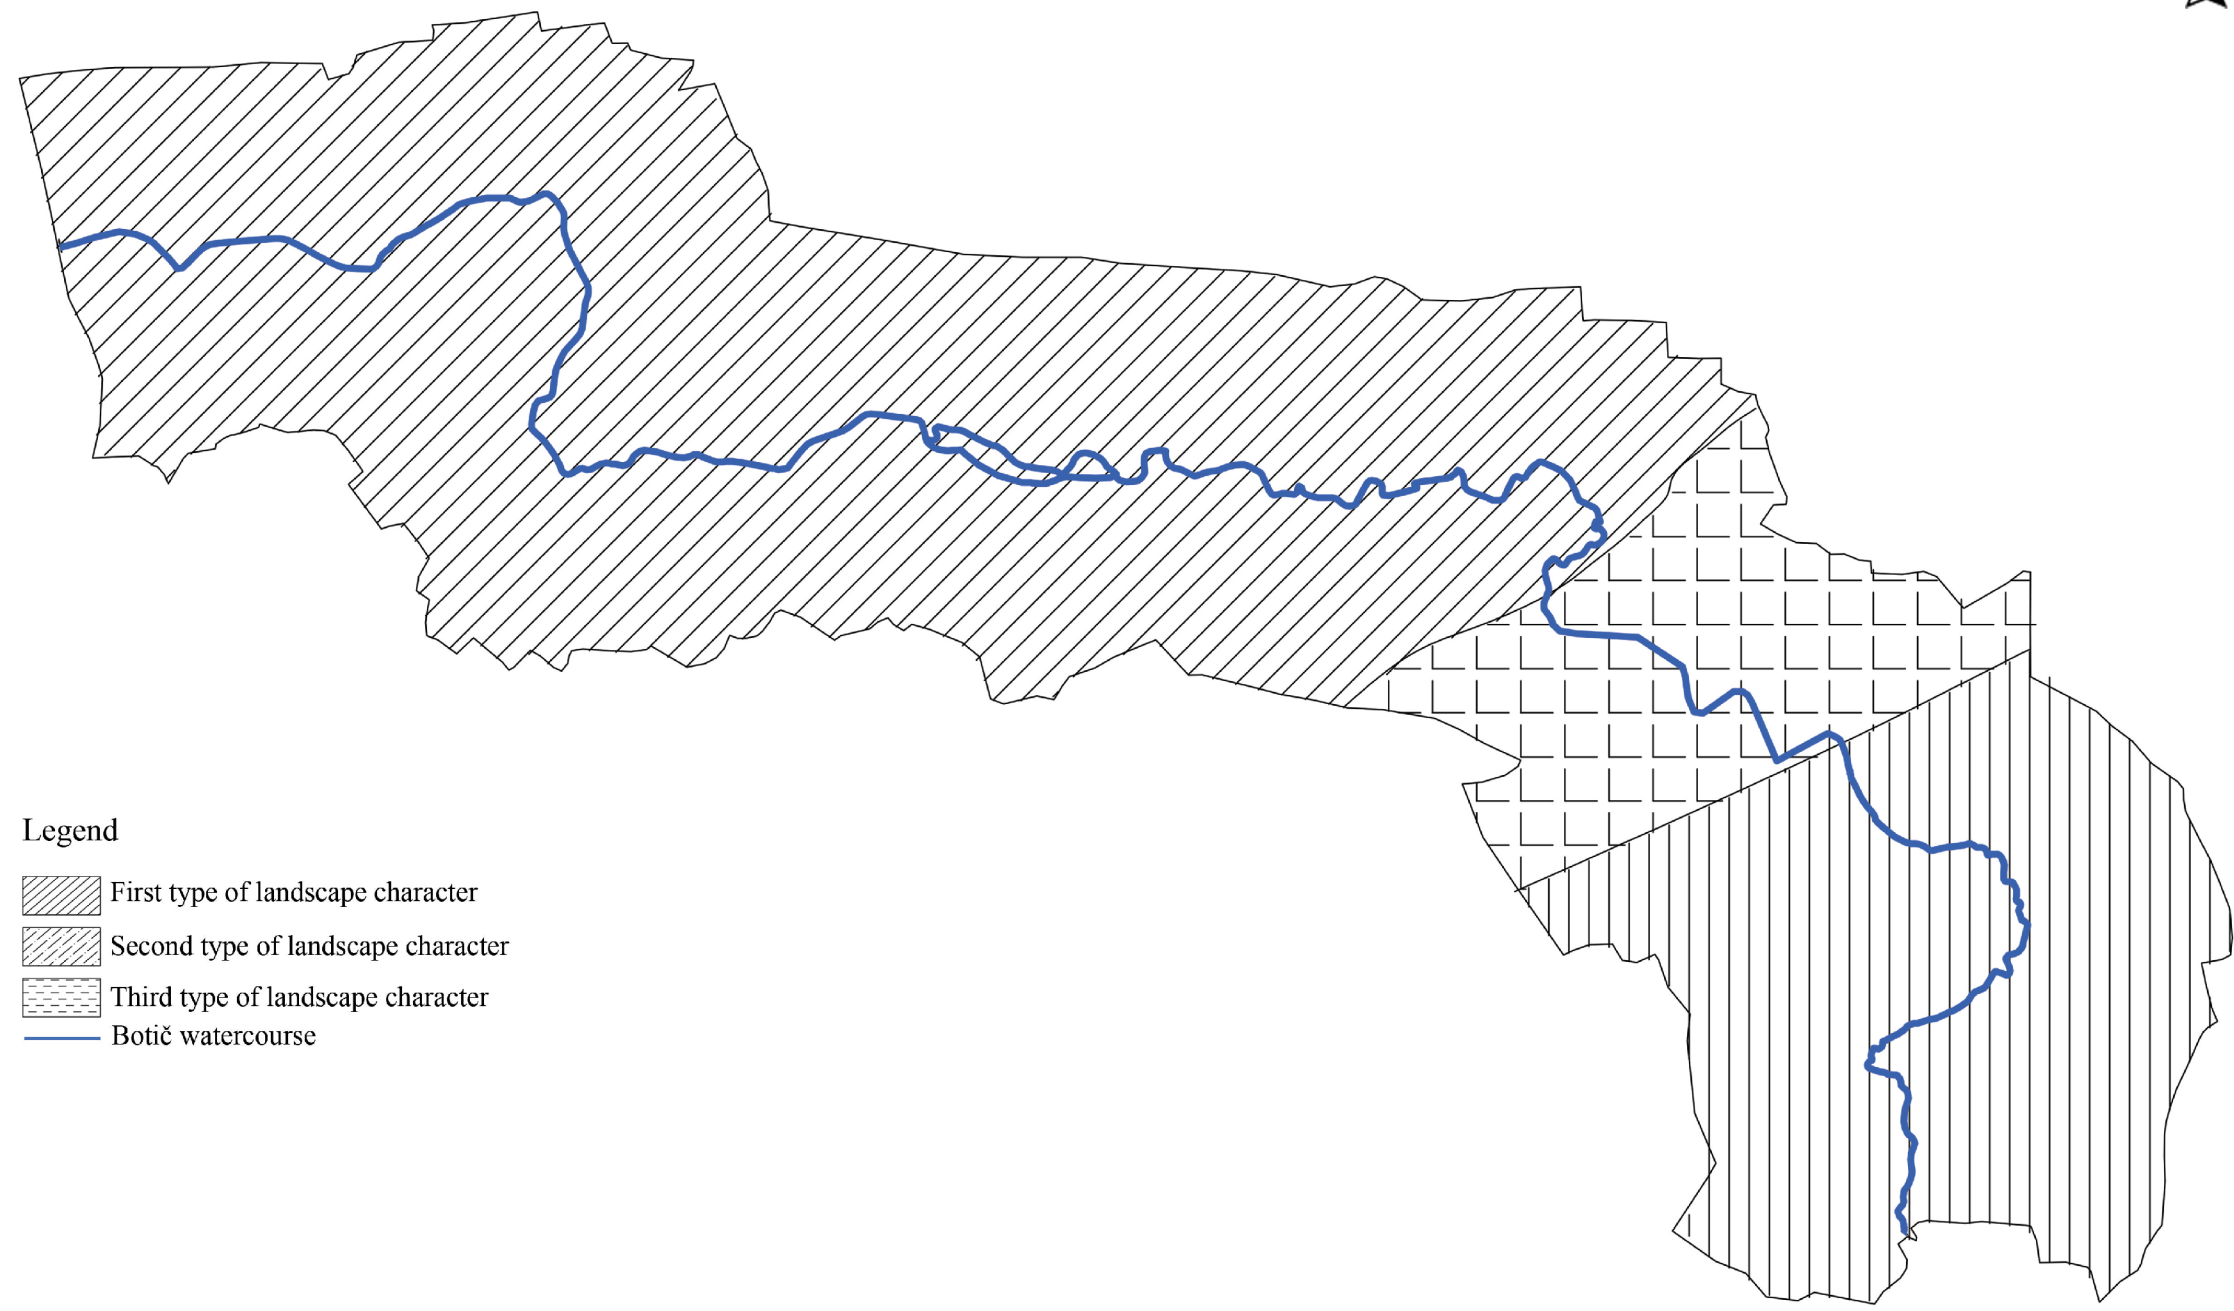 Legend
First type of landscape character
Second type of landscape character
Third type of landscape character
Botič watercourse